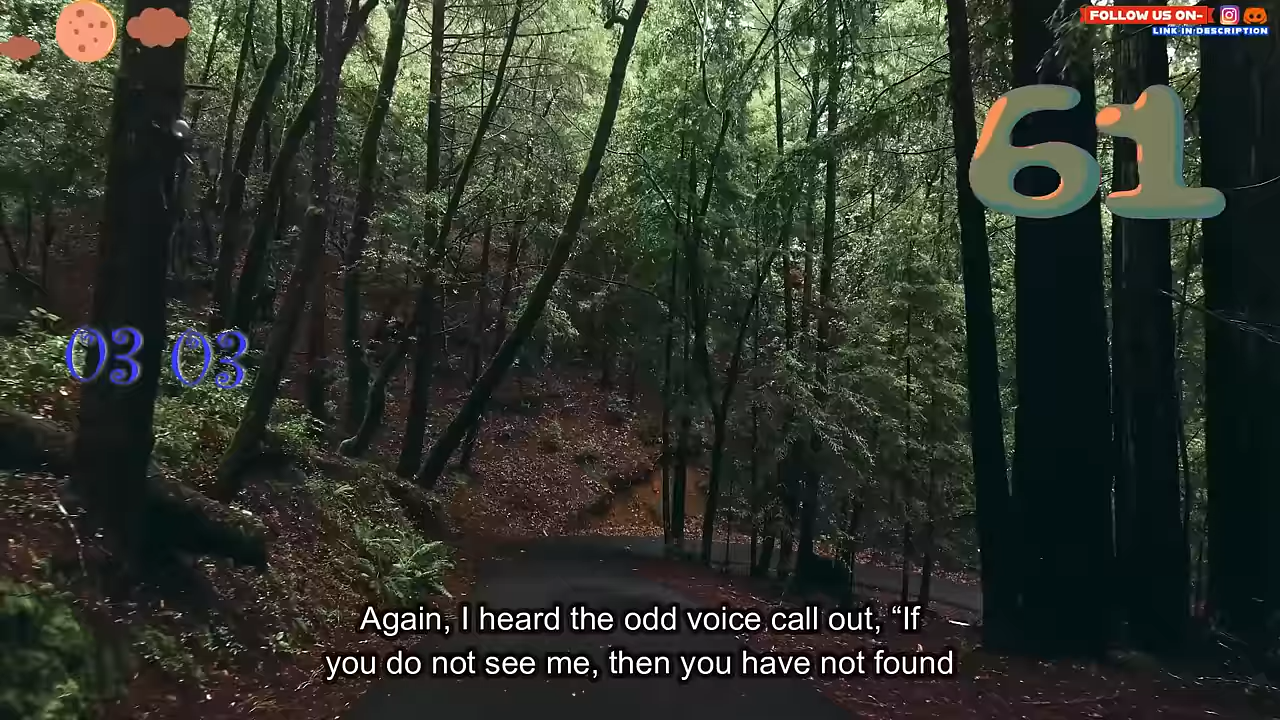 FOLLOW US ON-
LINK IN DESCRIPTION
61
03 03
Again, I heard the odd voice call out, “If
you do not see me, then you have not found